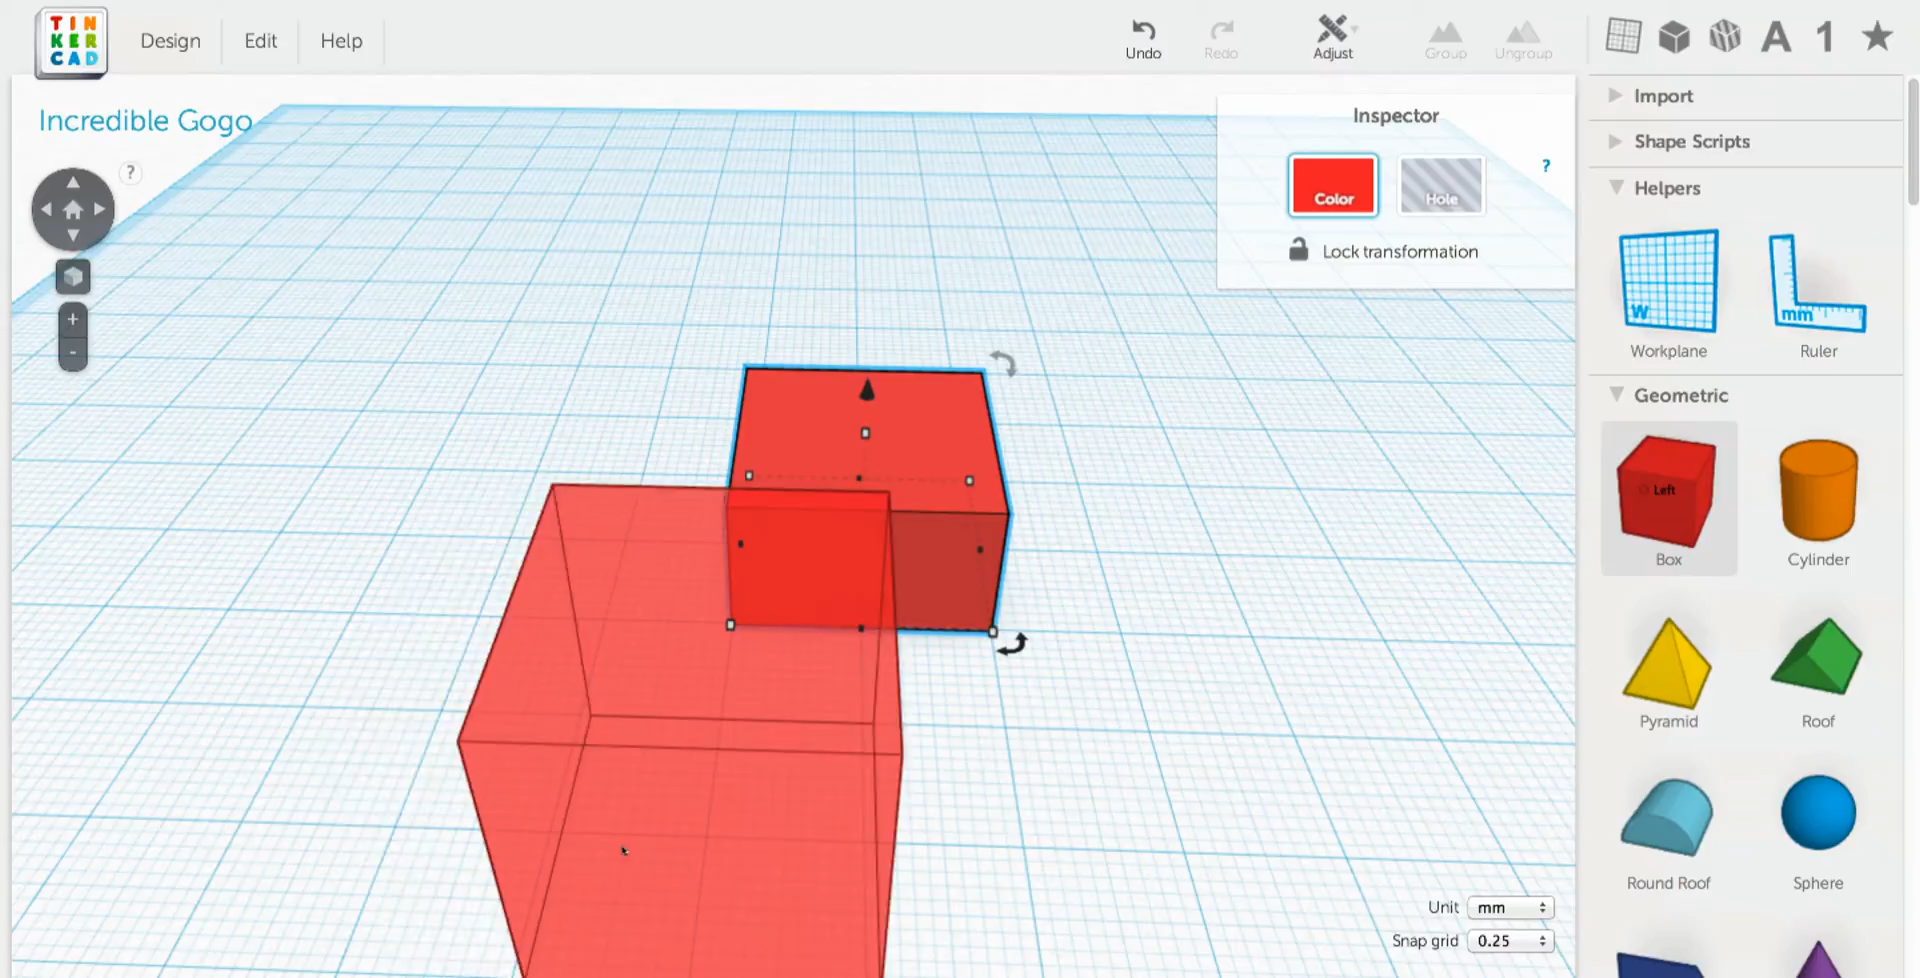 TIN
KER
CAD
Design
Edit
Help
Undo
Redo
Adjust
Group
Ungroup
A
1
Incredible Gogo
?
+
-
Inspector
Color
Hole
?
Lock transformation
Import
Shape Scripts
Helpers
W
mm
Workplane
Ruler
Geometric
Left
Box
Cylinder
Pyramid
Roof
Round Roof
Sphere
Unit
mm
Snap grid
0.25